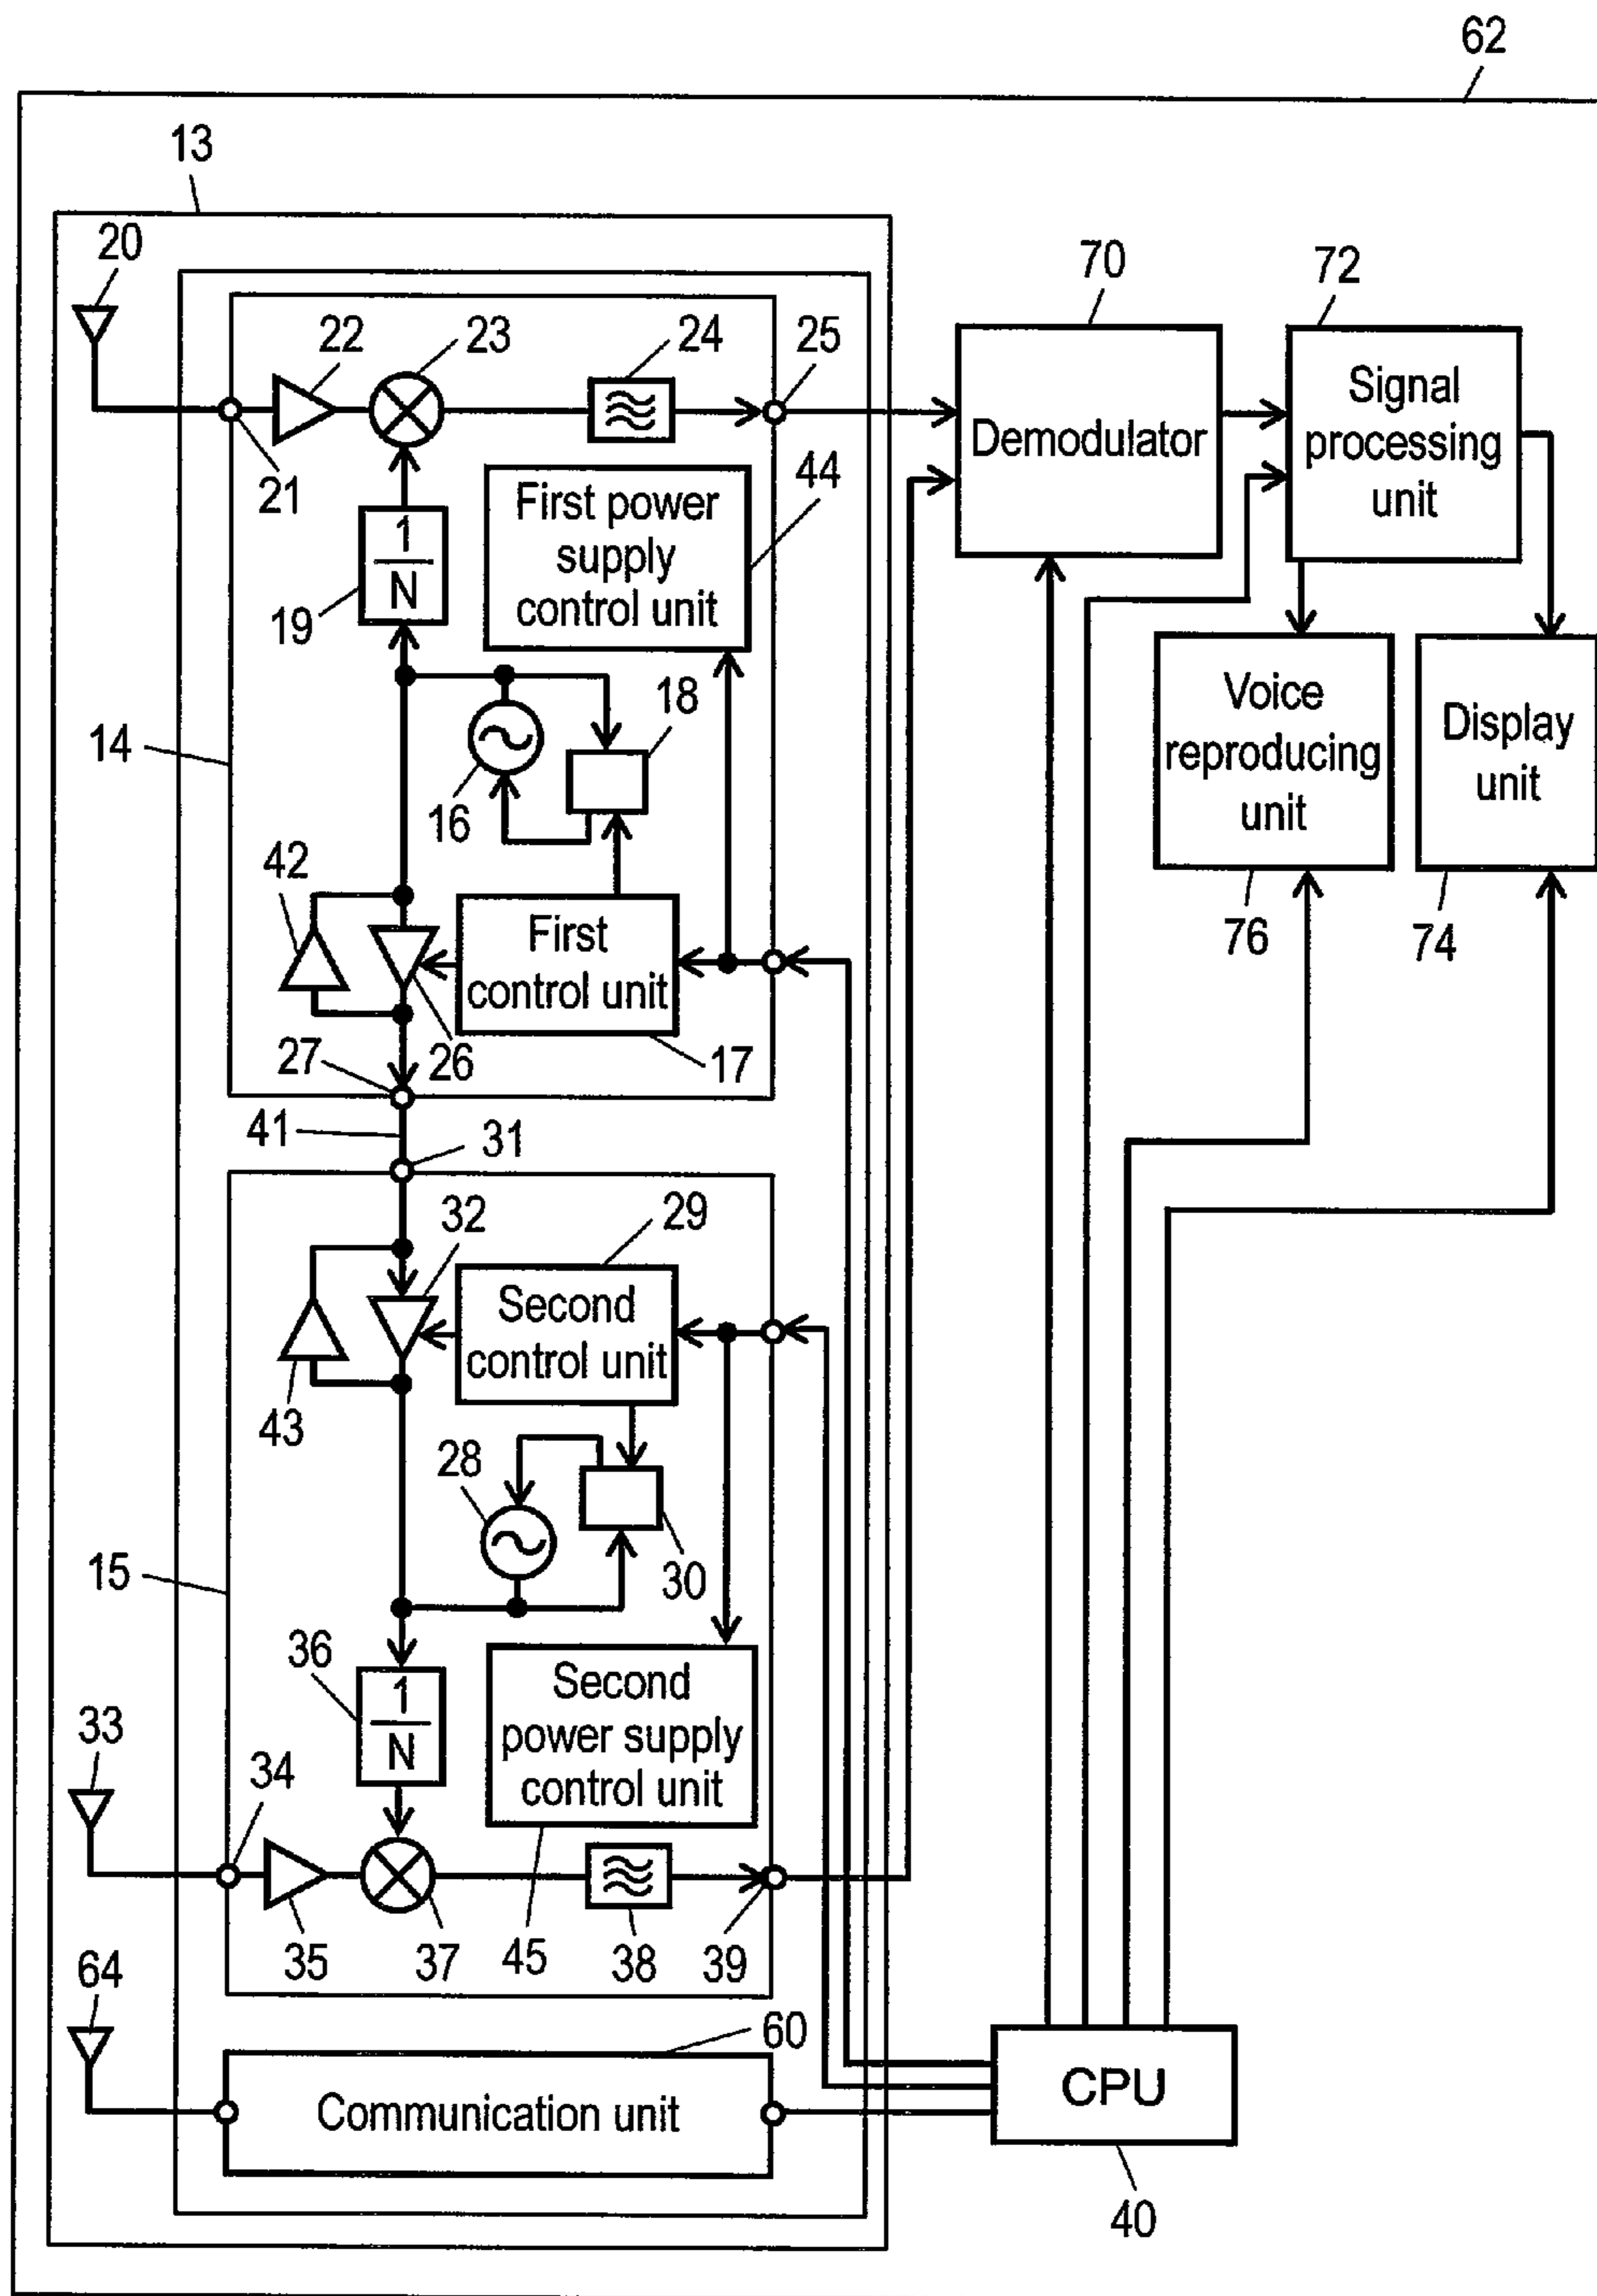 62
13
20
70
72
22
23
24
25
Demodulator
Signal
processing
unit
21
First power
supply
control unit
44
1
N
19
18
Voice
reproducing
unit
Display
unit
14
16
42
First
control unit
76
74
27
26
17
41
31
32
29
Second
control unit
43
28
30
15
36
1
N
Second
power supply
control unit
33
34
35
37
45
38
39
64
60
Communication unit
CPU
40